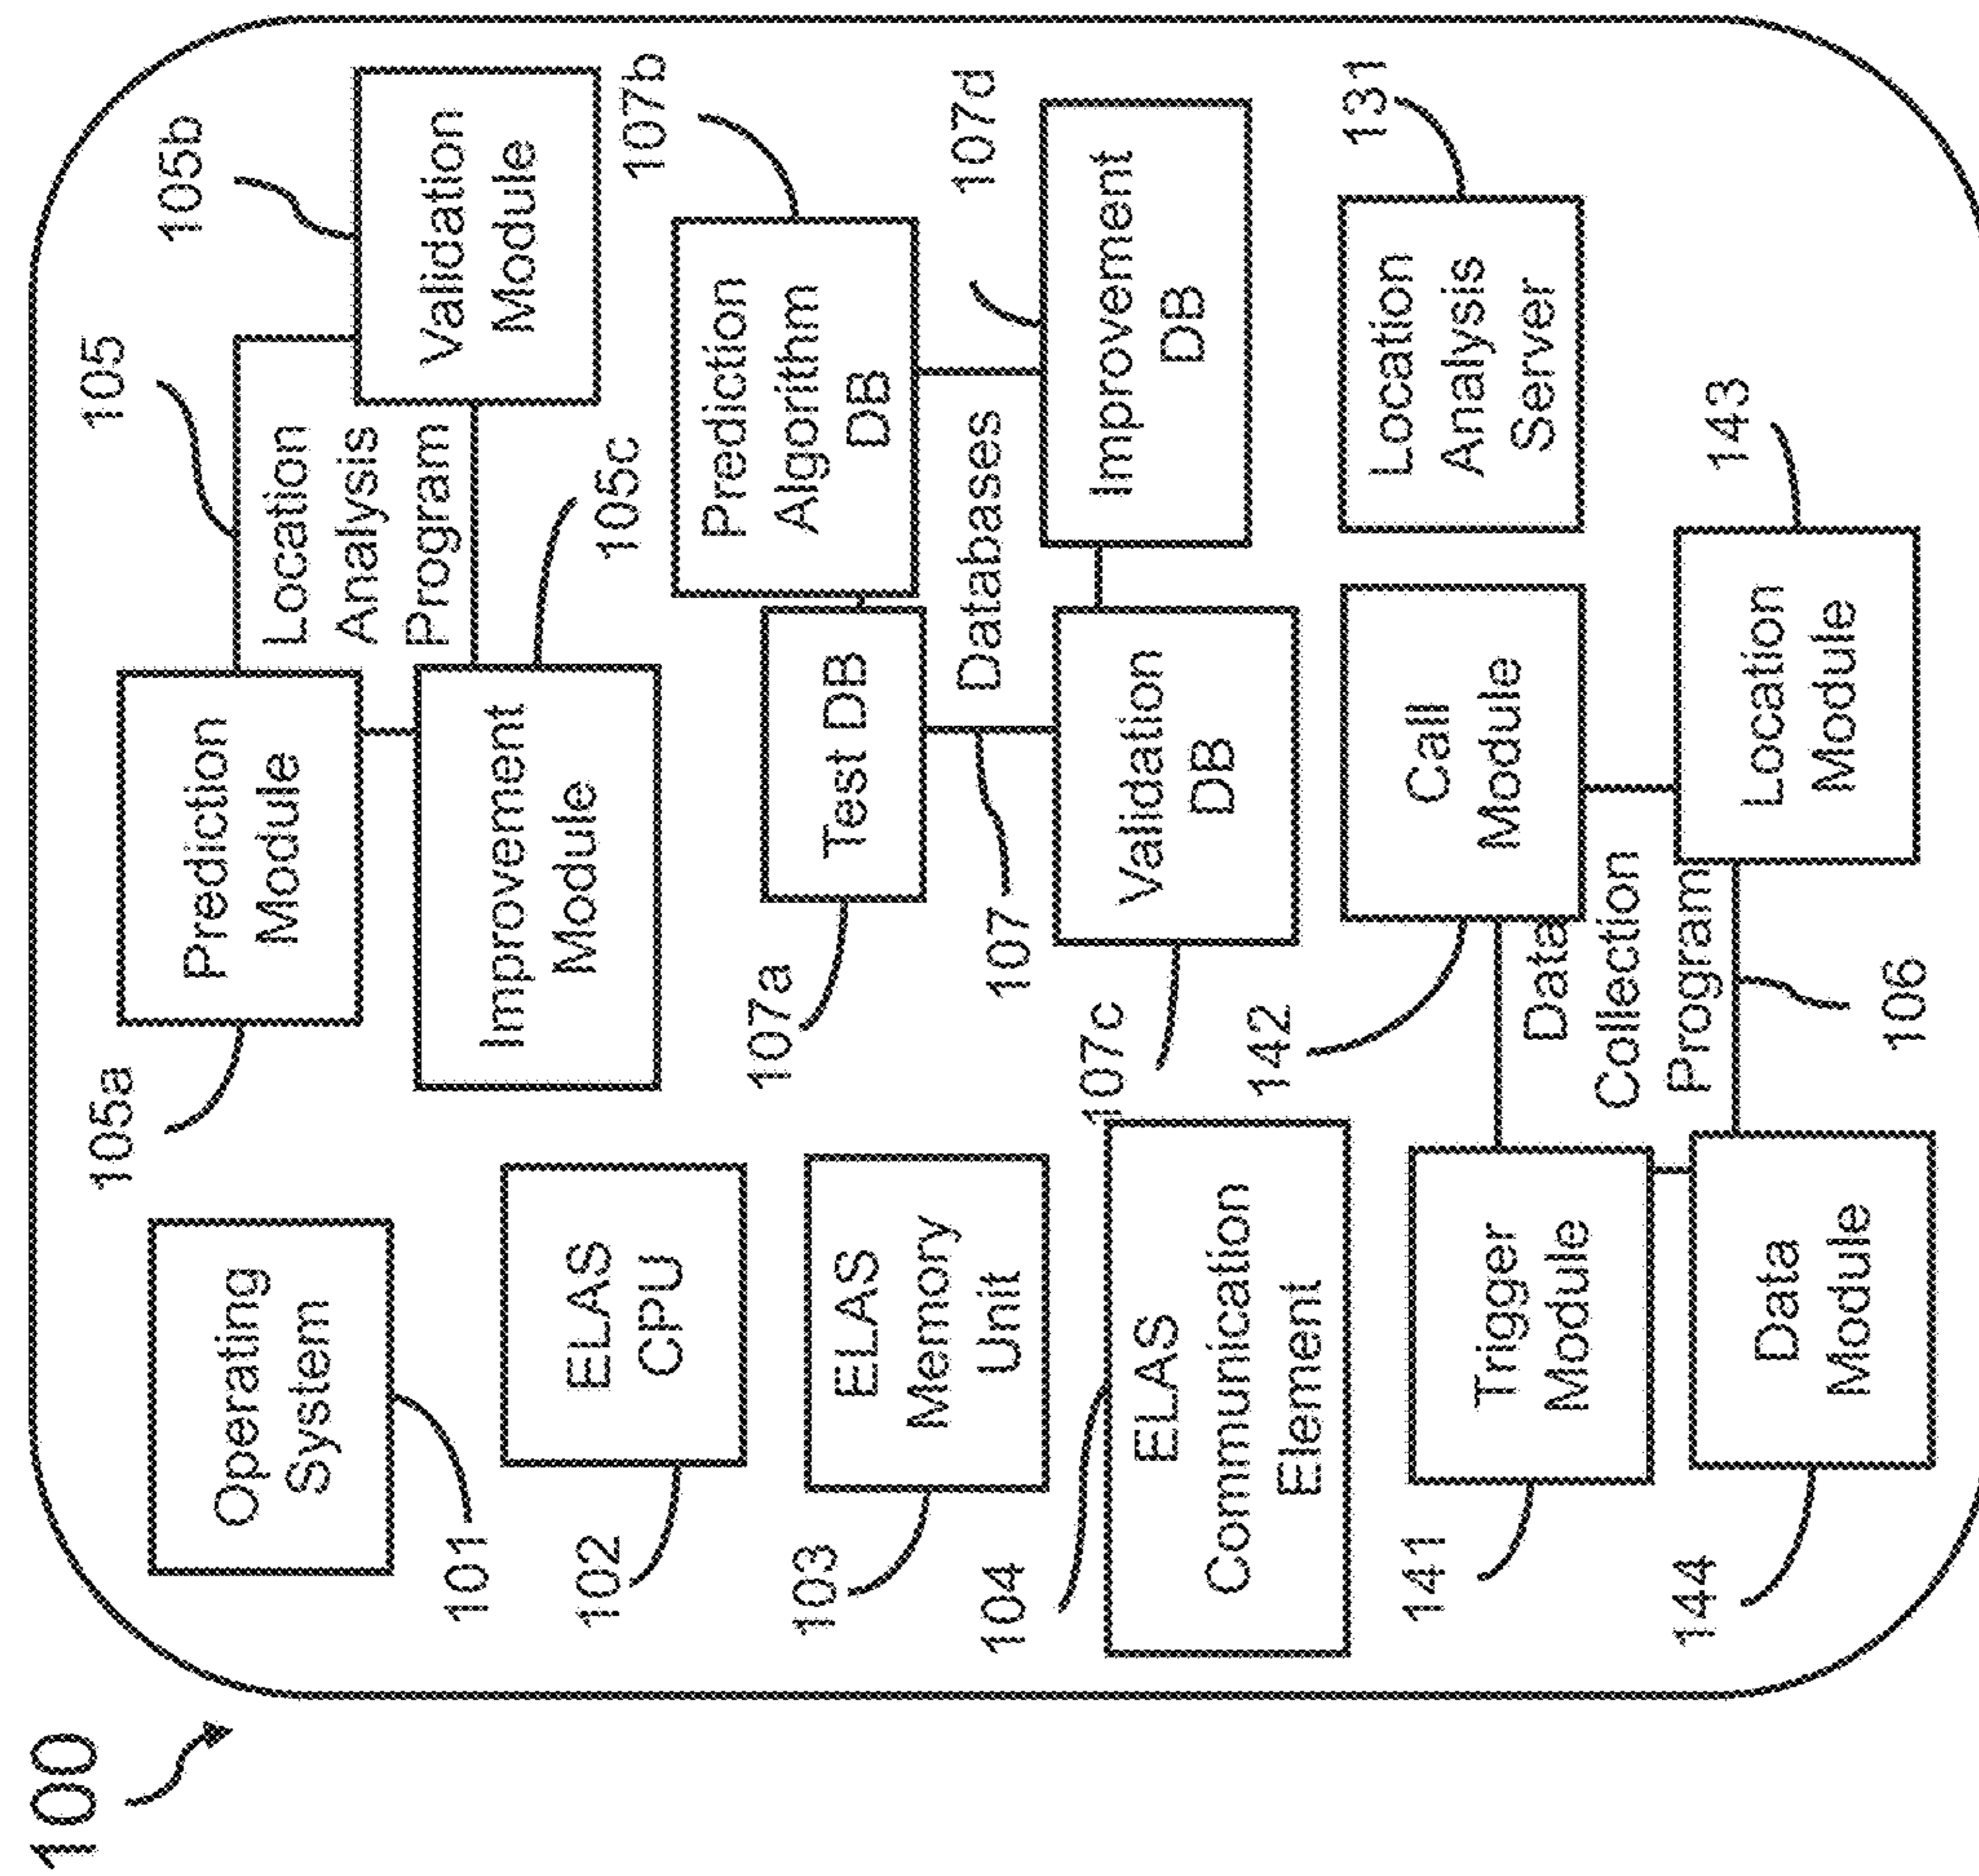 100
105
105b
105a
Operating
System
101
Prediction
Module
Location
Analysis
Program
Validation
Module
105c
107b
ELAS
CPU
102
Improvement
Module
Prediction
Algorithm
DB
107d
107a
Test DB
ELAS
Memory
Unit
103
107
Databases
Improvement
DB
107c
Validation
DB
104
ELAS
Communication
Element
142
Call
Module
Location
Analysis
Server
131
Trigger
Module
141
Data
Collection
Program
143
Location
Module
Data
Module
144
106